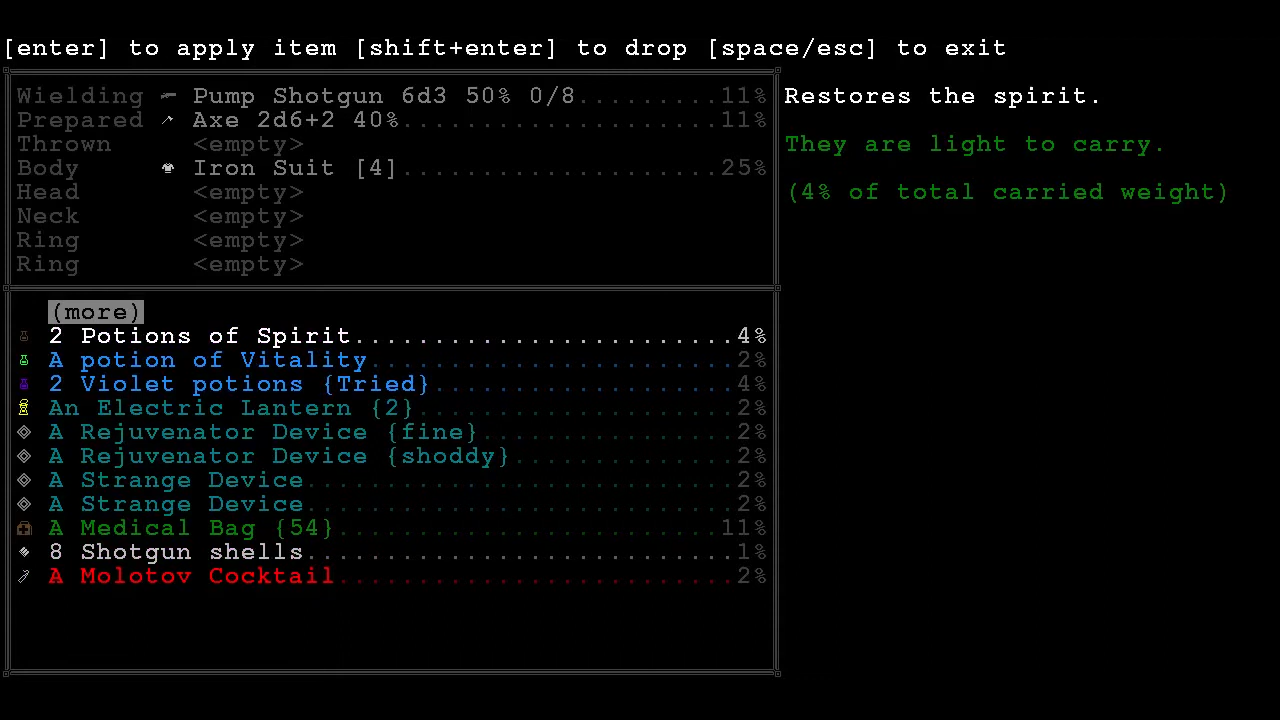 [enter] to apply item [shift+enter] to drop [space/esc] to exit
Wielding Pump Shotgun 6d3 50% 0/8..........11%
Prepared Axe 2d6+2 40%.....................11%
Thrown <empty>
Body Iron Suit [4].....................25%
Head <empty>
Neck <empty>
Ring <empty>
Ring <empty>
Restores the spirit.
They are light to carry.
(4% of total carried weight)
(more)
2 Potions of Spirit........................4%
A potion of Vitality.......................2%
2 Violet potions {Tried}...................4%
An Electric Lantern {2}....................2%
A Rejuvenator Device {fine}................2%
A Rejuvenator Device {shoddy}..............2%
A Strange Device...........................2%
A Strange Device...........................2%
A Medical Bag {54}........................11%
8 Shotgun shells...........................1%
A Molotov Cocktail.........................2%